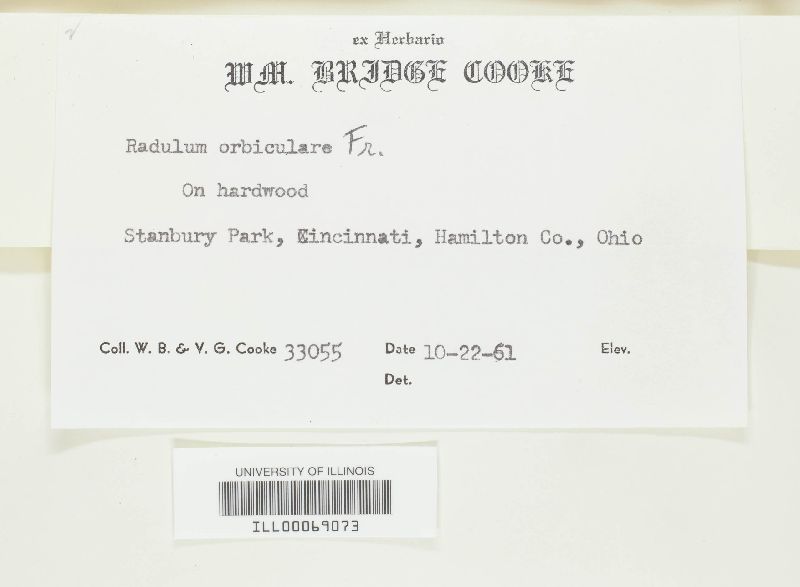 ex Herbario
WM. BRIDGE COOKE
Radulum orbiculare Fr.
On hardwood
Stanbury Park, Cincinnati, Hamilton Co., Ohio
Coll. W. B. & V. G. Cooke 33055 Date 10-22-61 Elev.
Det.
UNIVERSITY OF ILLINOIS
ILL00069073